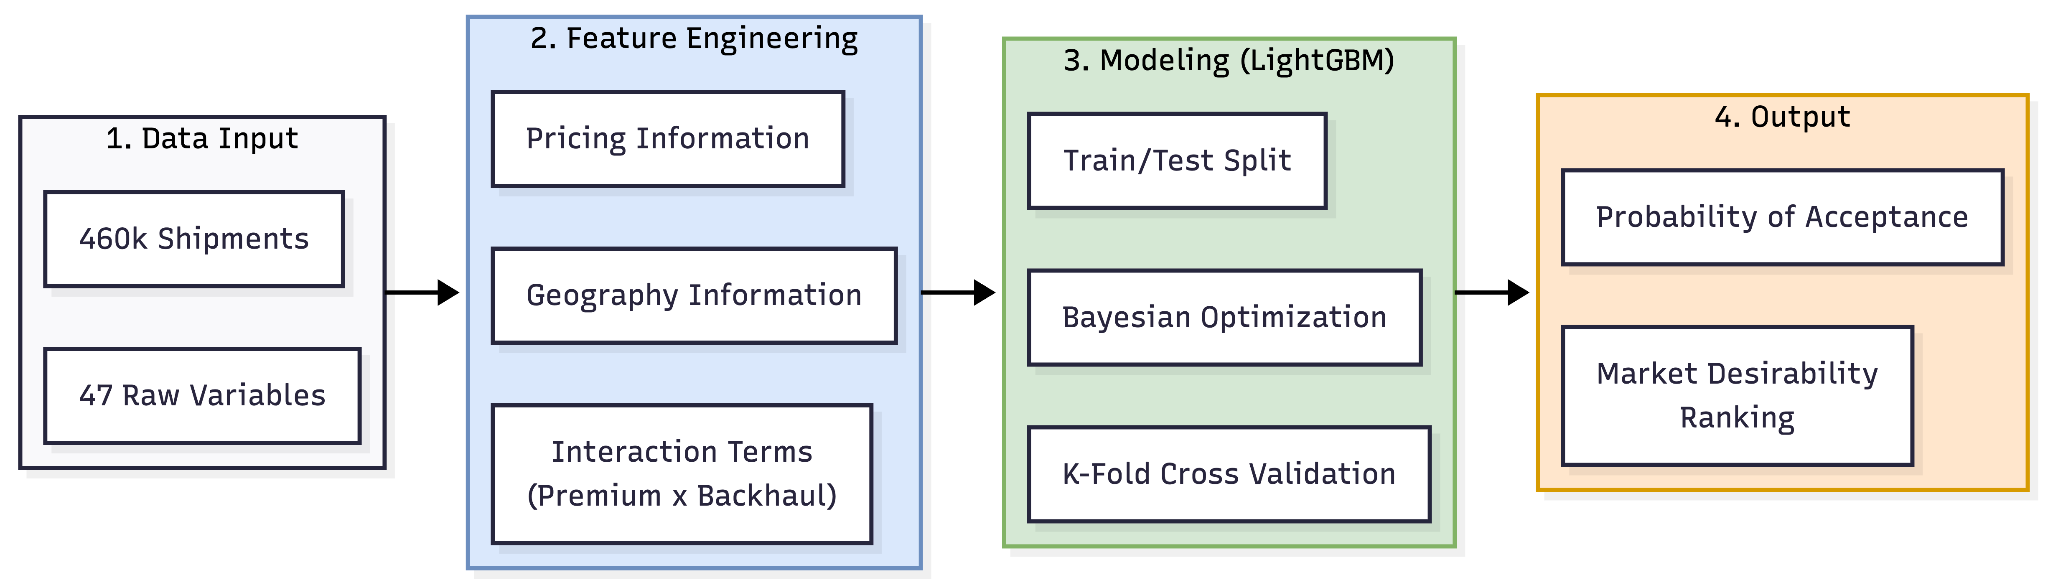 1. Data Input
460k Shipments
47 Raw Variables
2. Feature Engineering
Pricing Information
Geography Information
Interaction Terms
(Premium x Backhaul)
3. Modeling (LightGBM)
Train/Test Split
Bayesian Optimization
K-Fold Cross Validation
4. Output
Probability of Acceptance
Market Desirability
Ranking